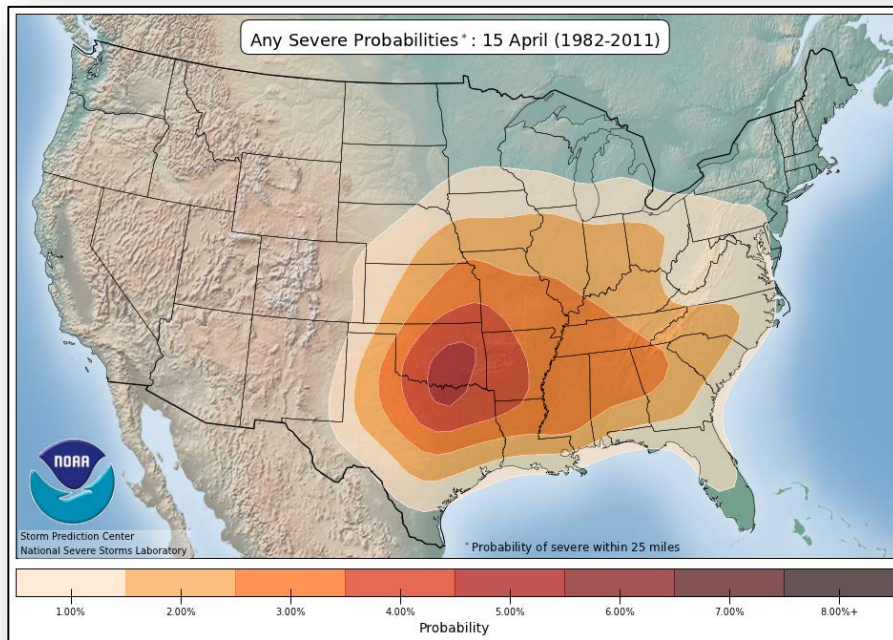 Any Severe Probabilities*: 15 April (1982-2011)
NOAA
Storm Prediction Center
National Severe Storms Laboratory
*Probability of severe within 25 miles
1.00% 2.00% 3.00% 4.00% 5.00% 6.00% 7.00% 8.00%+
Probability